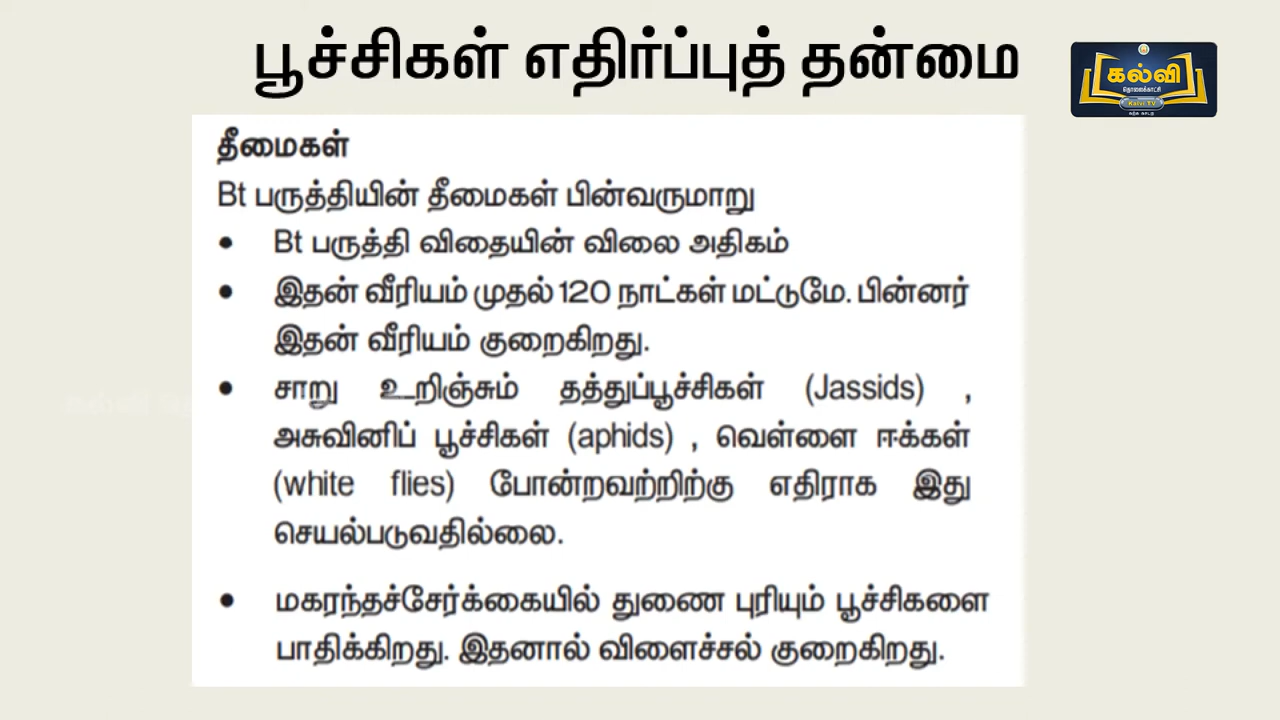 பூச்சிகள் எதிர்ப்புத் தன்மை
கல்வி
தொலைக்காட்சி
Kalvi TV
தீமைகள்
Bt பருத்தியின் தீமைகள் பின்வருமாறு
• Bt பருத்தி விதையின் விலை அதிகம்
• இதன் வீரியம் முதல் 120 நாட்கள் மட்டுமே. பின்னர்
இதன் வீரியம் குறைகிறது.
• சாறு உறிஞ்சும் தத்துப்பூச்சிகள் (Jassids) ,
அசுவினிப் பூச்சிகள் (aphids) , வெள்ளை ஈக்கள்
(white flies) போன்றவற்றிற்கு எதிராக இது
செயல்படுவதில்லை.
• மகரந்தச்சேர்க்கையில் துணை புரியும் பூச்சிகளை
பாதிக்கிறது. இதனால் விளைச்சல் குறைகிறது.